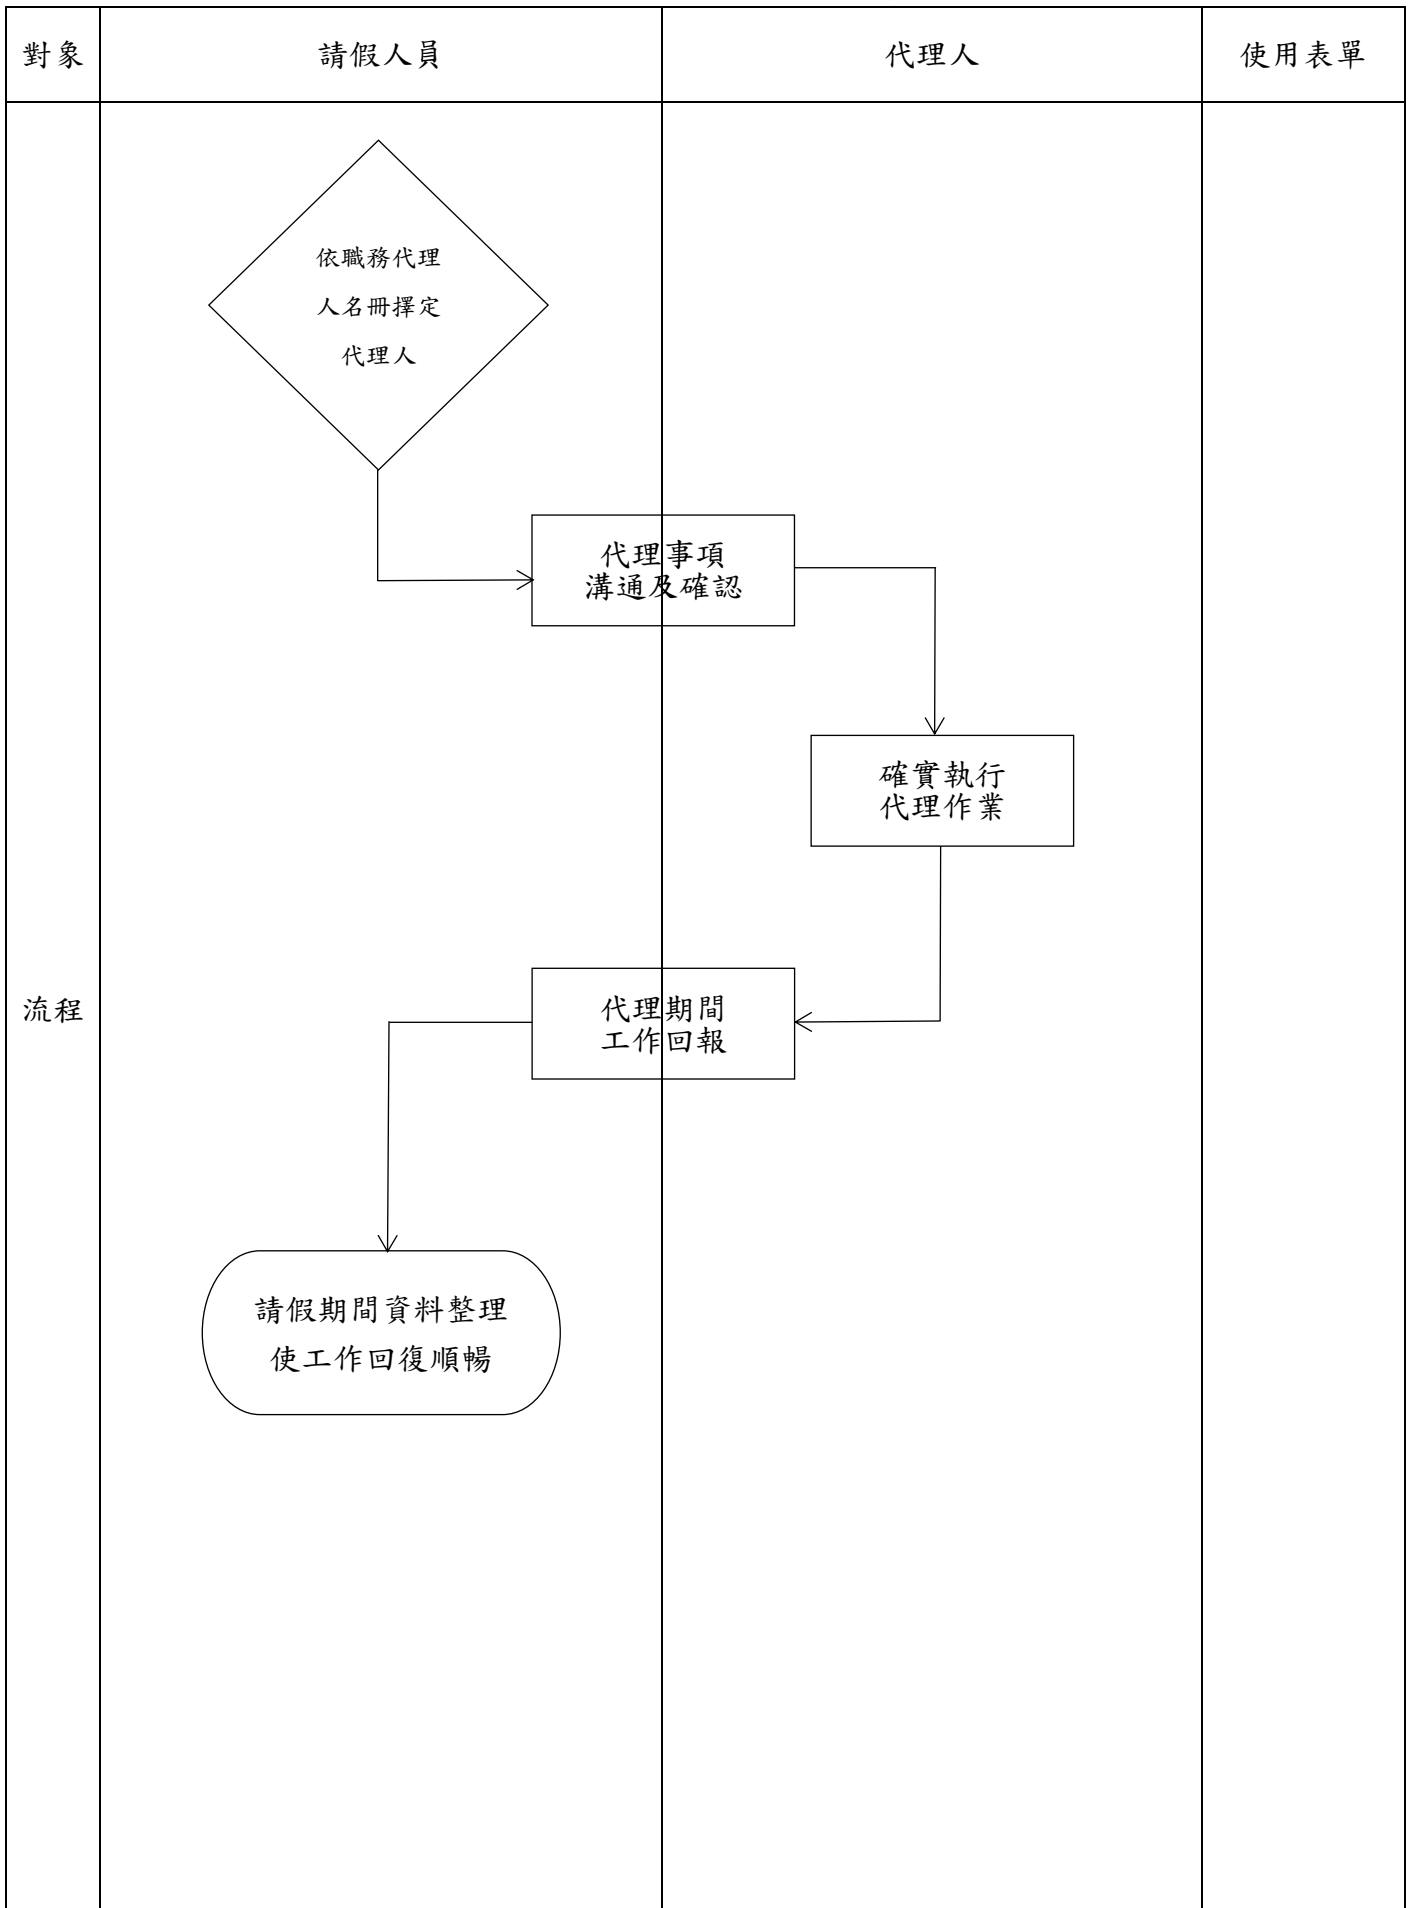 對象
請假人員
代理人
使用表單
依職務代理
人名冊擇定
代理人
代理事項
溝通及確認
確實執行
代理作業
流程
代理期間
工作回報
請假期間資料整理
使工作回復順暢